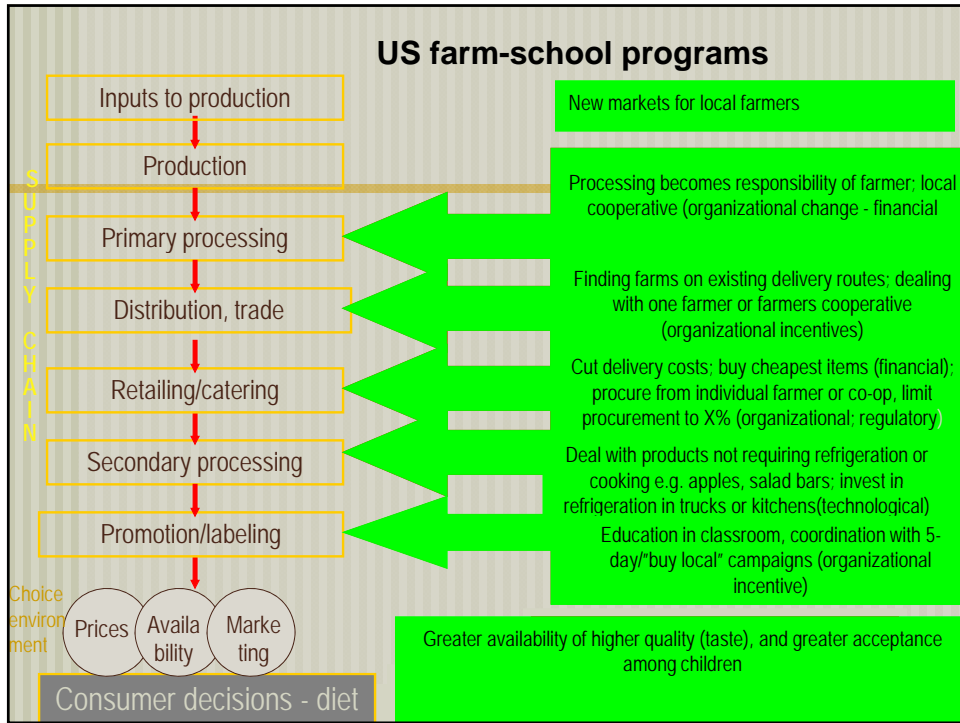 US farm-school programs
Inputs to production
Production
Primary processing
Distribution, trade
Retailing/catering
Secondary processing
Promotion/labeling
SUPPLY CHAIN
Choice
environ
ment
Prices
Availa
bility
Marke
ting
Consumer decisions - diet
New markets for local farmers
Processing becomes responsibility of farmer; local
cooperative (organizational change - financial
Finding farms on existing delivery routes; dealing
with one farmer or farmers cooperative
(organizational incentives)
Cut delivery costs; buy cheapest items (financial);
procure from individual farmer or co-op, limit
procurement to X% (organizational; regulatory)
Deal with products not requiring refrigeration or
cooking e.g. apples, salad bars; invest in
refrigeration in trucks or kitchens(technological)
Education in classroom, coordination with 5-
day/"buy local" campaigns (organizational
incentive)
Greater availability of higher quality (taste), and greater acceptance
among children